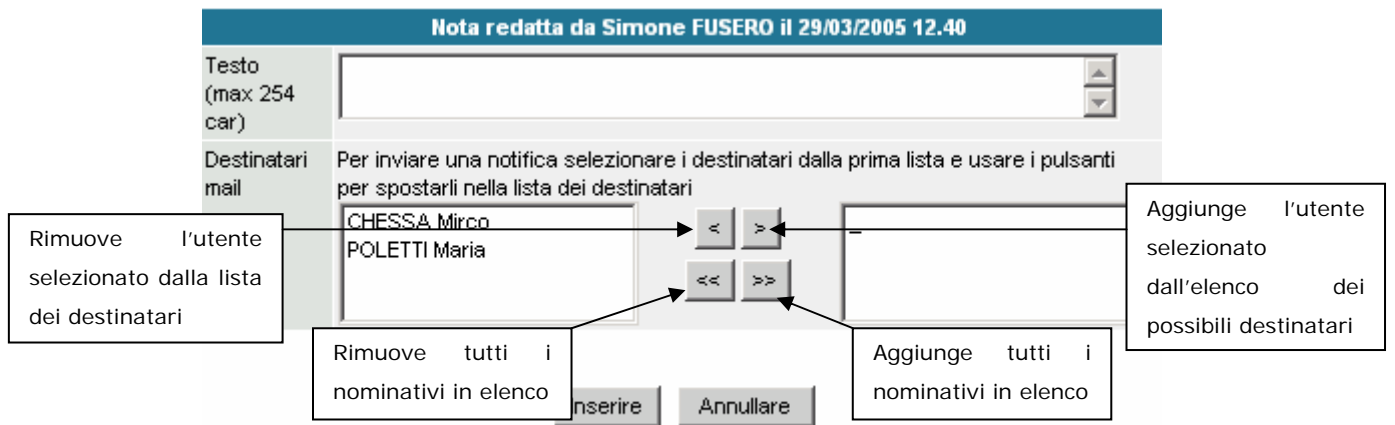 Nota redatta da Simone FUSERO il 29/03/2005 12.40
Testo
(max 254
car)
Destinatari
mail
Per inviare una notifica selezionare i destinatari dalla prima lista e usare i pulsanti
per spostarli nella lista dei destinatari
CHESSA Mirco
POLETTI Maria
< >
<< >>
Rimuove l'utente
selezionato dalla lista
dei destinatari
Aggiunge l'utente
selezionato
dall'elenco dei
possibili destinatari
Rimuove tutti i
nominativi in elenco
Aggiunge tutti i
nominativi in elenco
Inserire
Annullare